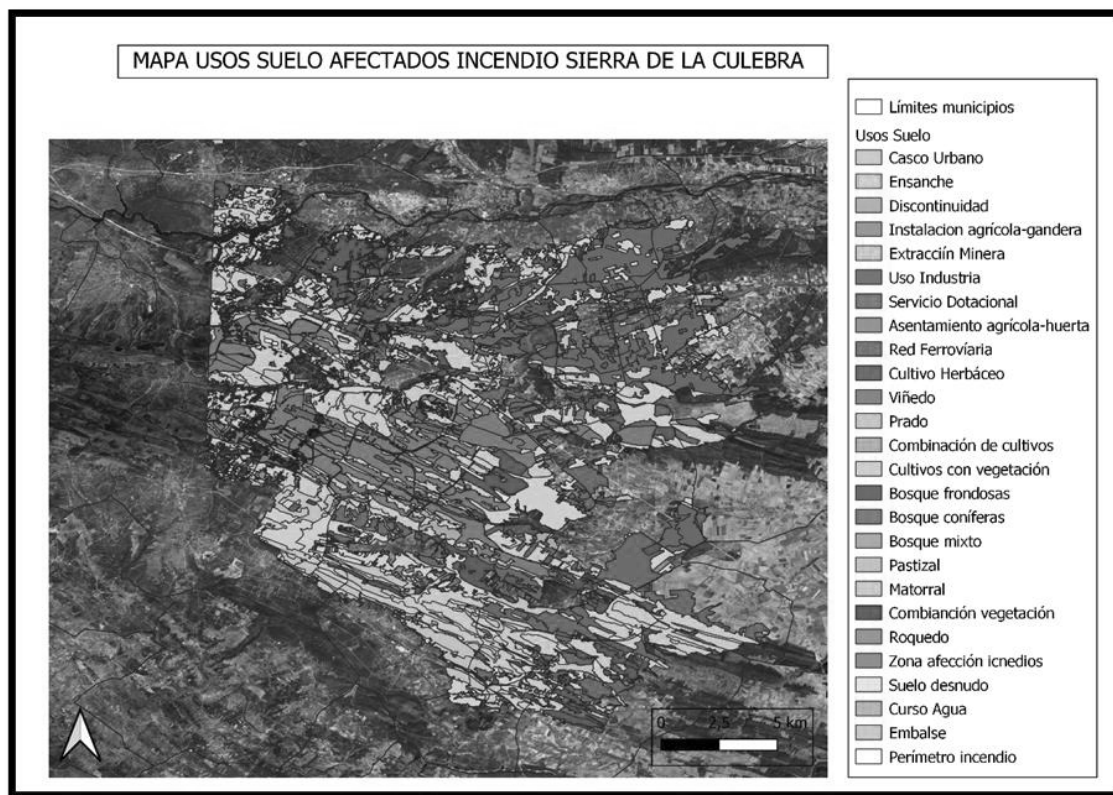 MAPA USOS SUELO AFECTADOS INCENDIO SIERRA DE LA CULEBRA
Límites municipios
Usos Suelo
Casco Urbano
Ensanche
Discontinuidad
Instalacion agrícola-gandera
Extracciín Minera
Uso Industria
Servicio Dotacional
Asentamiento agrícola-huerta
Red Ferrovíaria
Cultivo Herbáceo
Viñedo
Prado
Combinación de cultivos
Cultivos con vegetación
Bosque frondosas
Bosque coníferas
Bosque mixto
Pastizal
Matorral
Combianción vegetación
Roquedo
Zona afección icnedios
Suelo desnudo
Curso Agua
Embalse
Perímetro incendio
0 2,5 5 km